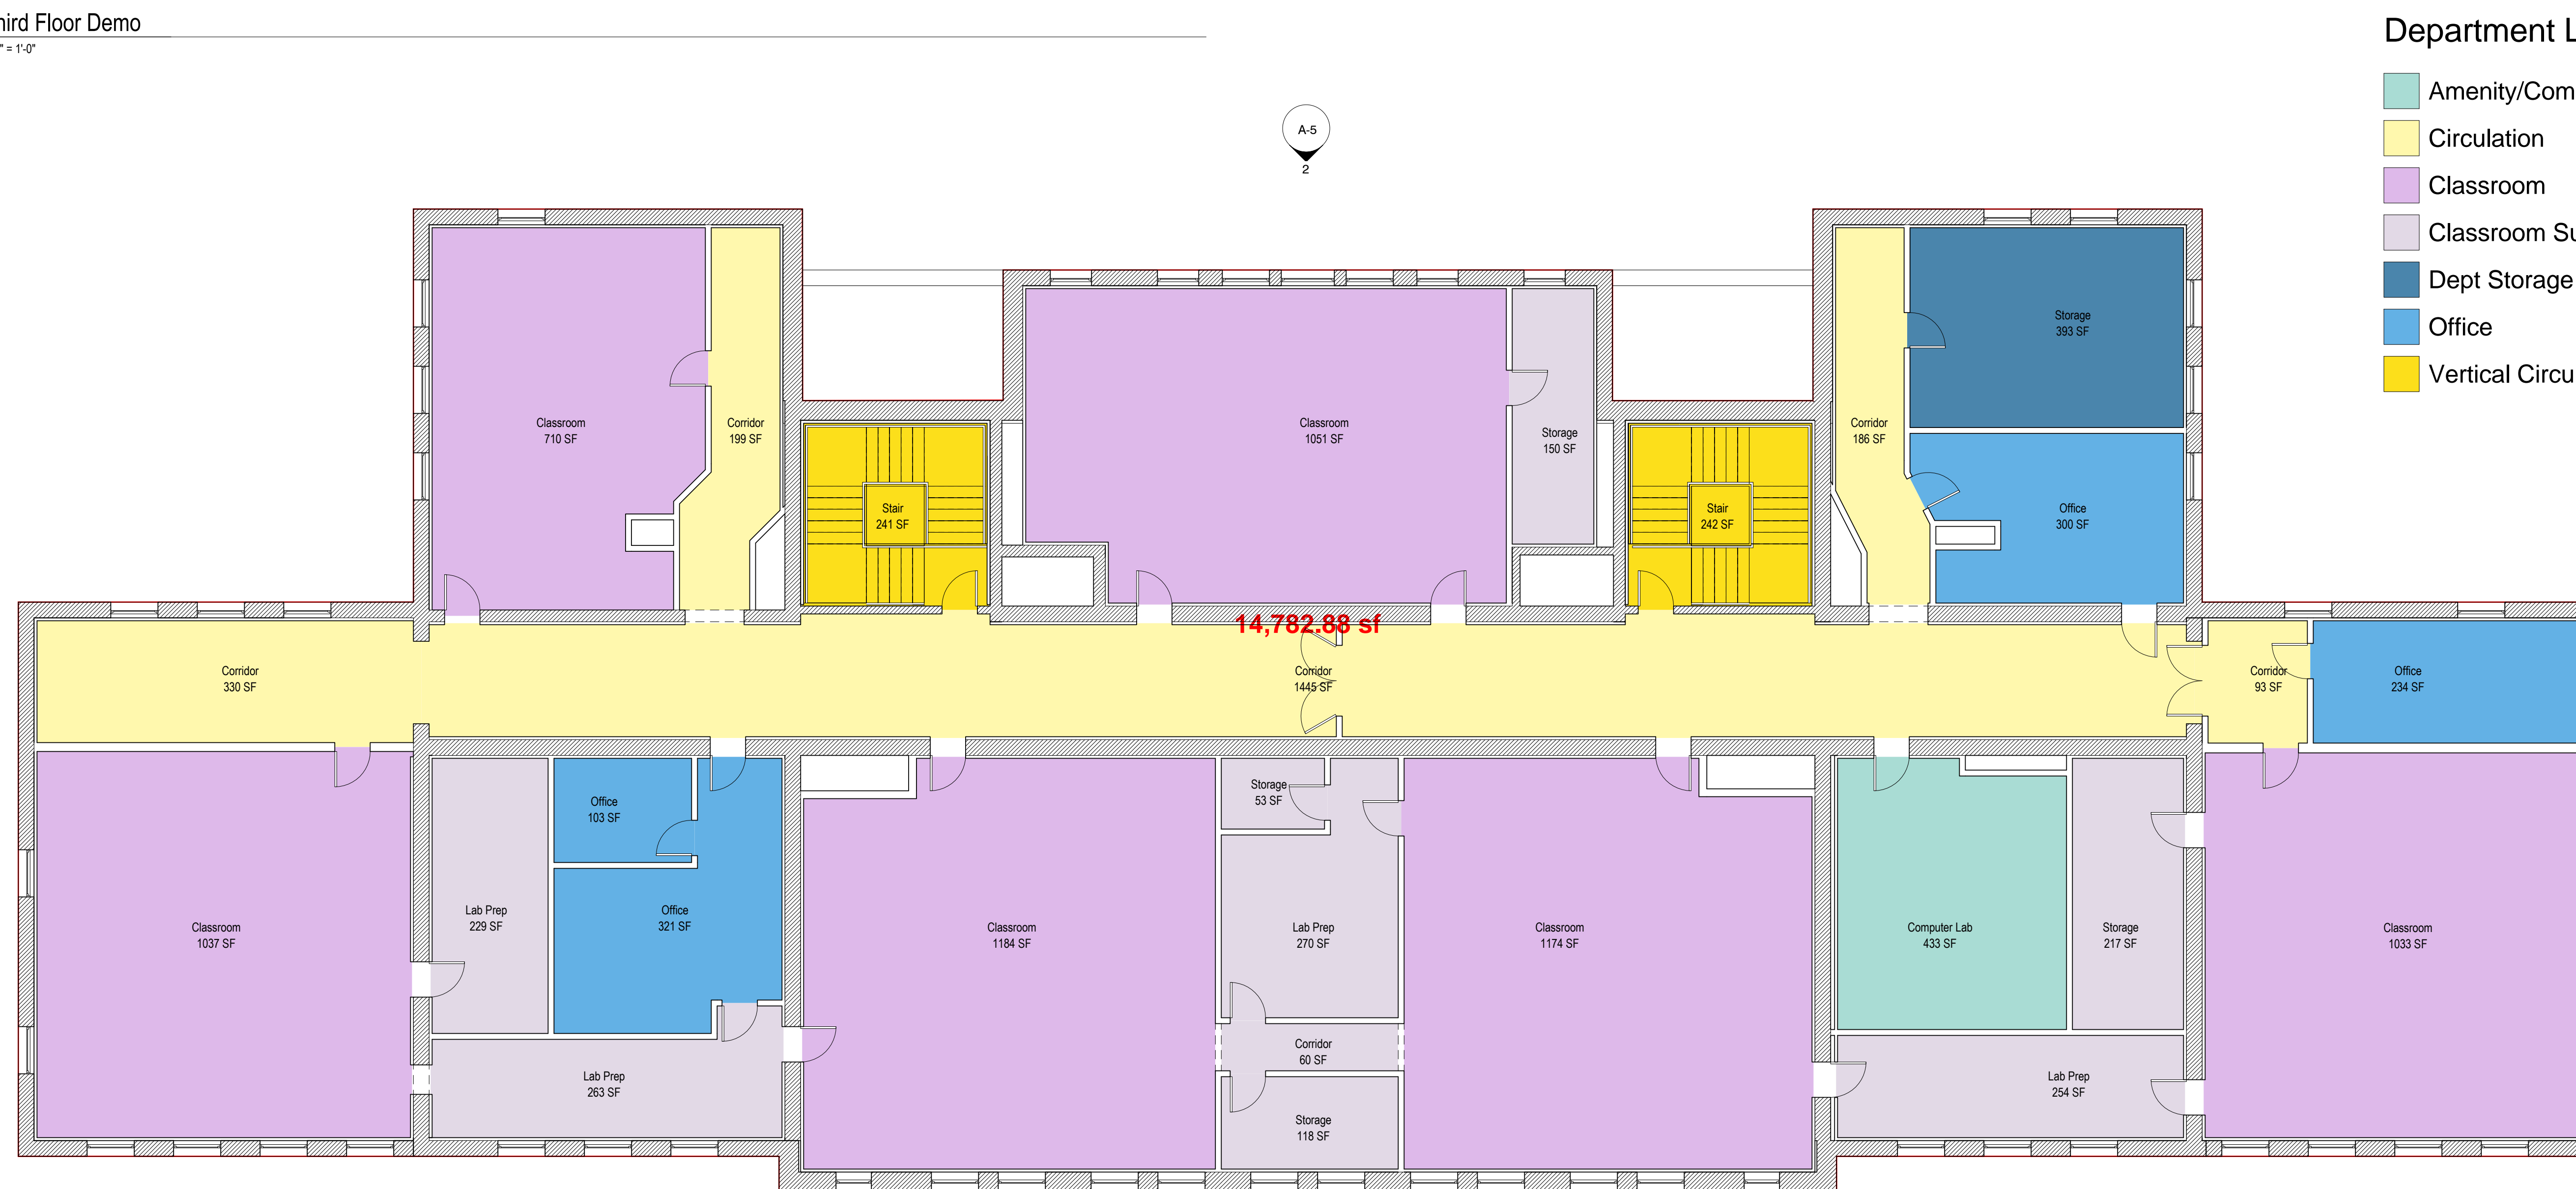 hird Floor Demo
" = 1'-0"
Department L
Amenity/Com
Circulation
Classroom
Classroom Su
Dept Storage
Office
Vertical Circu
A-5
2
Classroom
710 SF
Corridor
199 SF
Stair
241 SF
Classroom
1051 SF
Storage
150 SF
Stair
242 SF
Corridor
186 SF
Storage
393 SF
Office
300 SF
14,782.88 sf
Corridor
330 SF
Corridor
1445 SF
Corridor
93 SF
Office
234 SF
Classroom
1037 SF
Lab Prep
229 SF
Office
103 SF
Office
321 SF
Lab Prep
263 SF
Classroom
1184 SF
Storage
53 SF
Lab Prep
270 SF
Corridor
60 SF
Storage
118 SF
Classroom
1174 SF
Computer Lab
433 SF
Storage
217 SF
Lab Prep
254 SF
Classroom
1033 SF